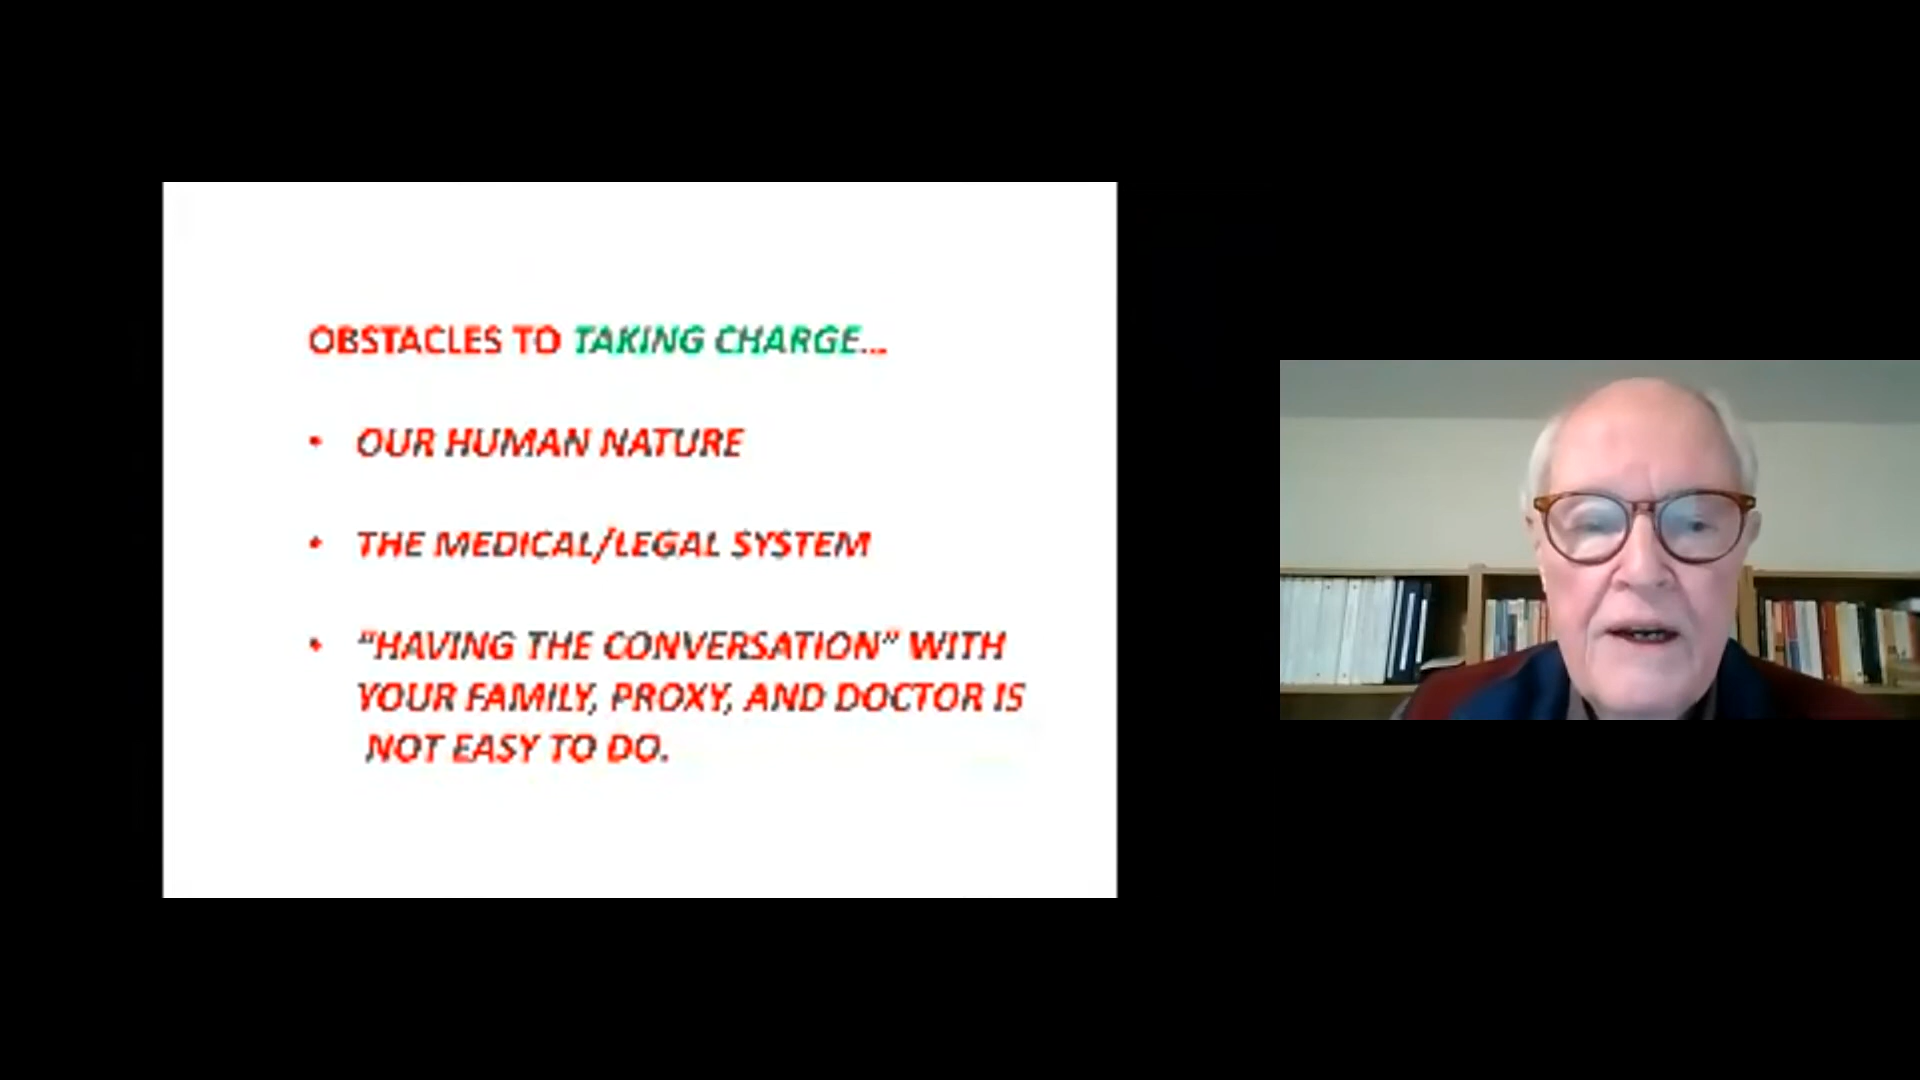 OBSTACLES TO TAKING CHARGE...
• OUR HUMAN NATURE
• THE MEDICAL/LEGAL SYSTEM
• “HAVING THE CONVERSATION” WITH
YOUR FAMILY, PROXY, AND DOCTOR IS
NOT EASY TO DO.